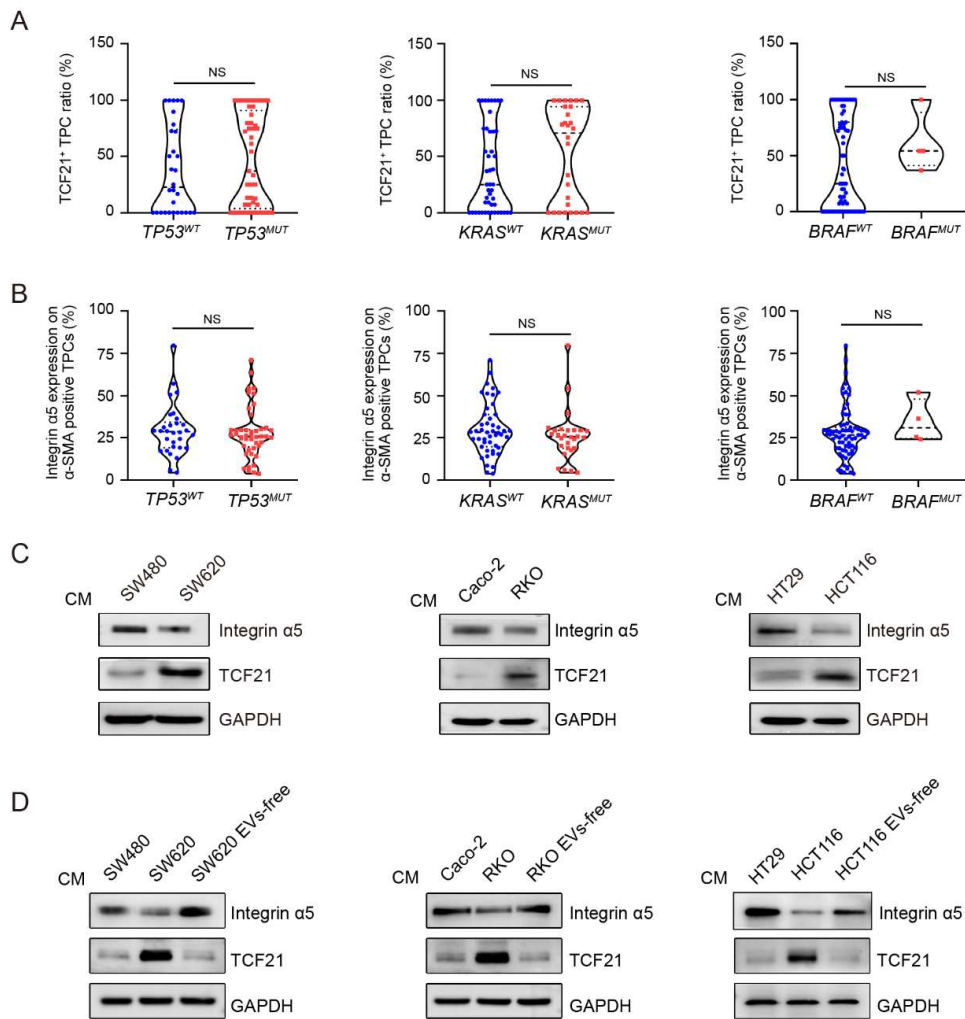 A
TCF21⁺ TPC ratio (%)
150
100
50
0
NS
TP53ᵂᵀ TP53ᴹᵁᵀ
TCF21⁺ TPC ratio (%)
150
100
50
0
NS
KRASᵂᵀ KRASᴹᵁᵀ
TCF21⁺ TPC ratio (%)
150
100
50
0
NS
BRAFᵂᵀ BRAFᴹᵁᵀ
B
Integrin α5 expression on
α-SMA positive TPCs (%)
100
75
50
25
0
NS
TP53ᵂᵀ TP53ᴹᵁᵀ
Integrin α5 expression on
α-SMA positive TPCs (%)
100
75
50
25
0
NS
KRASᵂᵀ KRASᴹᵁᵀ
Integrin α5 expression on
α-SMA positive TPCs (%)
100
75
50
25
0
NS
BRAFᵂᵀ BRAFᴹᵁᵀ
C
CM SW480 SW620
Integrin α5
TCF21
GAPDH
CM Caco-2 RKO
Integrin α5
TCF21
GAPDH
CM HT29 HCT116
Integrin α5
TCF21
GAPDH
D
CM SW480 SW620 SW620 EVs-free
Integrin α5
TCF21
GAPDH
CM Caco-2 RKO RKO EVs-free
Integrin α5
TCF21
GAPDH
CM HT29 HCT116 HCT116 EVs-free
Integrin α5
TCF21
GAPDH